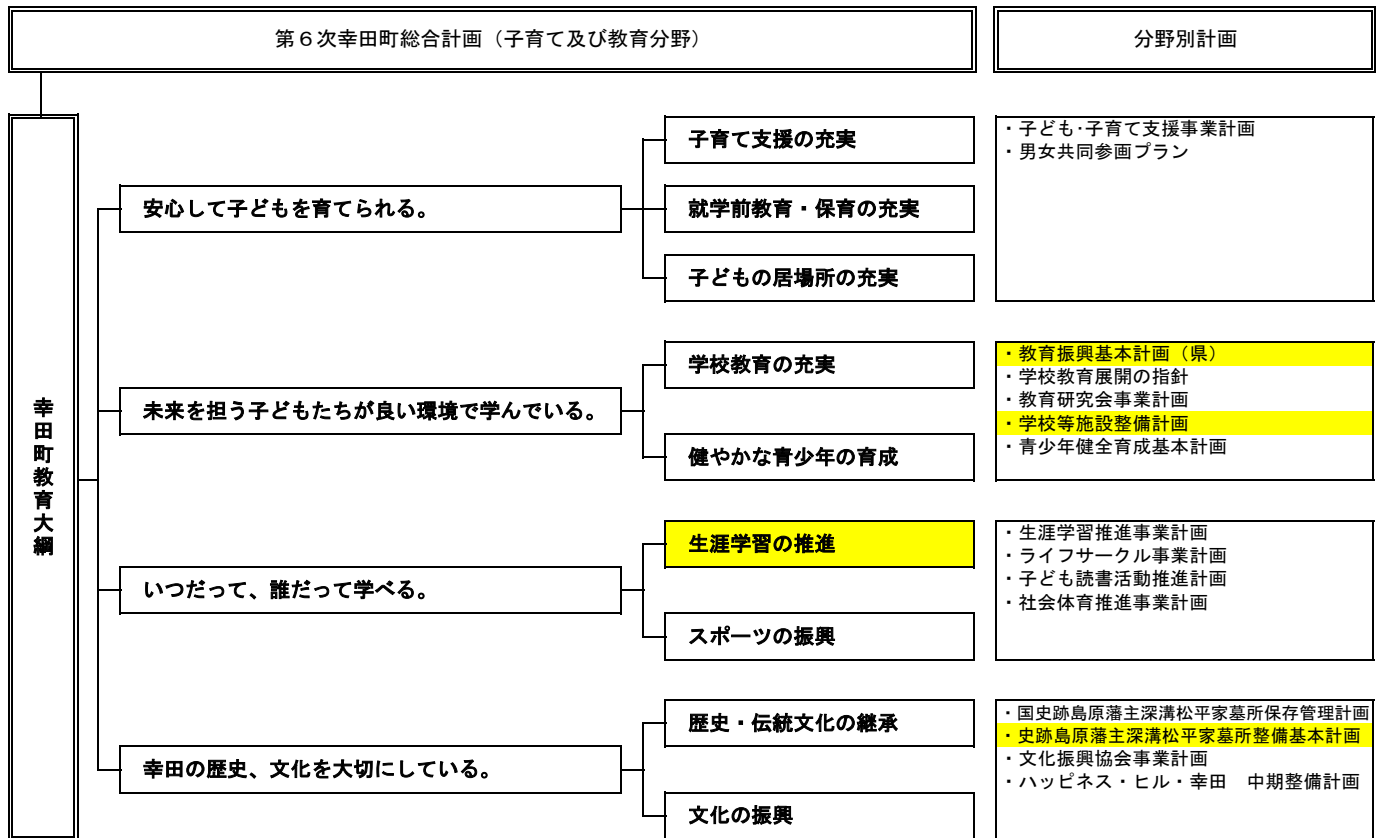 第６次幸田町総合計画（子育て及び教育分野）
分野別計画
幸田町教育大綱
安心して子どもを育てられる。
子育て支援の充実
就学前教育・保育の充実
子どもの居場所の充実
・子ども･子育て支援事業計画
・男女共同参画プラン
未来を担う子どもたちが良い環境で学んでいる。
学校教育の充実
健やかな青少年の育成
・教育振興基本計画（県）
・学校教育展開の指針
・教育研究会事業計画
・学校等施設整備計画
・青少年健全育成基本計画
いつだって、誰だって学べる。
生涯学習の推進
スポーツの振興
・生涯学習推進事業計画
・ライフサークル事業計画
・子ども読書活動推進計画
・社会体育推進事業計画
幸田の歴史、文化を大切にしている。
歴史・伝統文化の継承
文化の振興
・国史跡島原藩主深溝松平家墓所保存管理計画
・史跡島原藩主深溝松平家墓所整備基本計画
・文化振興協会事業計画
・ハッピネス・ヒル・幸田　中期整備計画